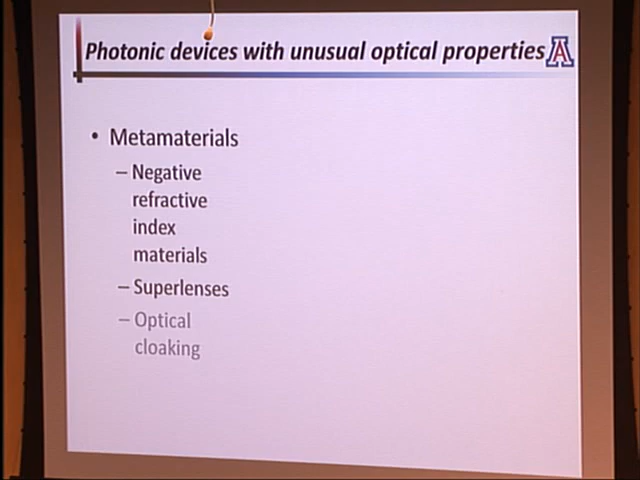 Photonic devices with unusual optical properties A
• Metamaterials
– Negative
refractive
index
materials
– Superlenses
– Optical
cloaking